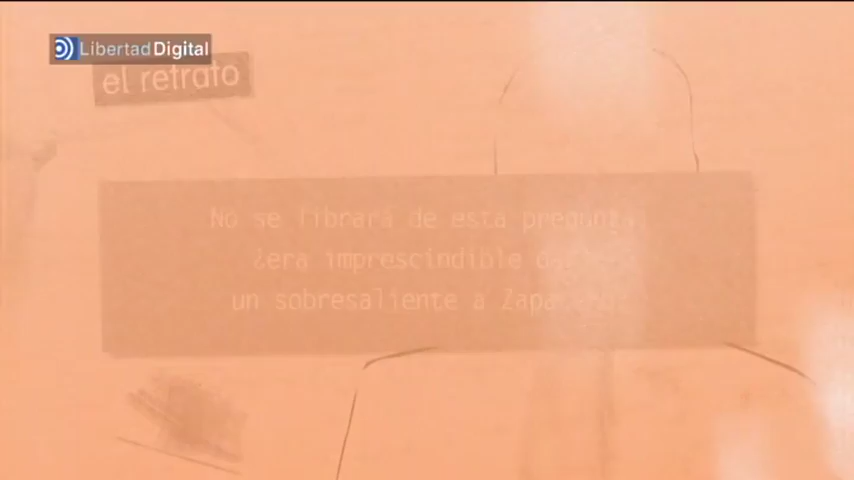 LibertadDigital
el retrato
No se librará de esta pregunta:
¿era imprescindible
un sobresaliente a